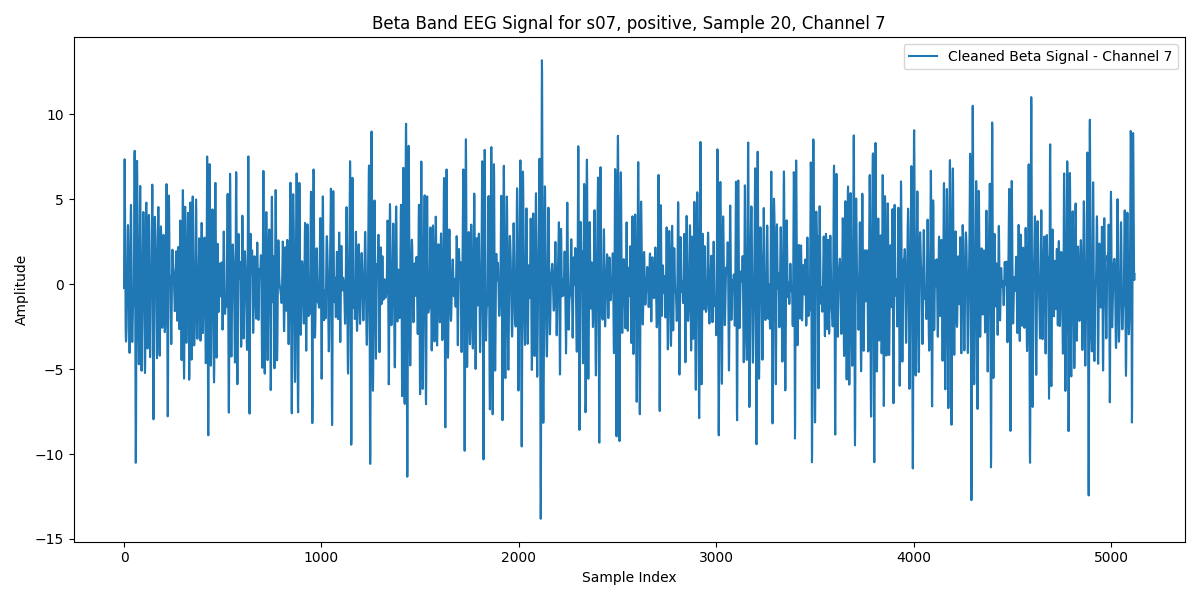 Beta Band EEG Signal for s07, positive, Sample 20, Channel 7
Cleaned Beta Signal - Channel 7
Amplitude
10
5
0
−5
−10
−15
0 1000 2000 3000 4000 5000
Sample Index